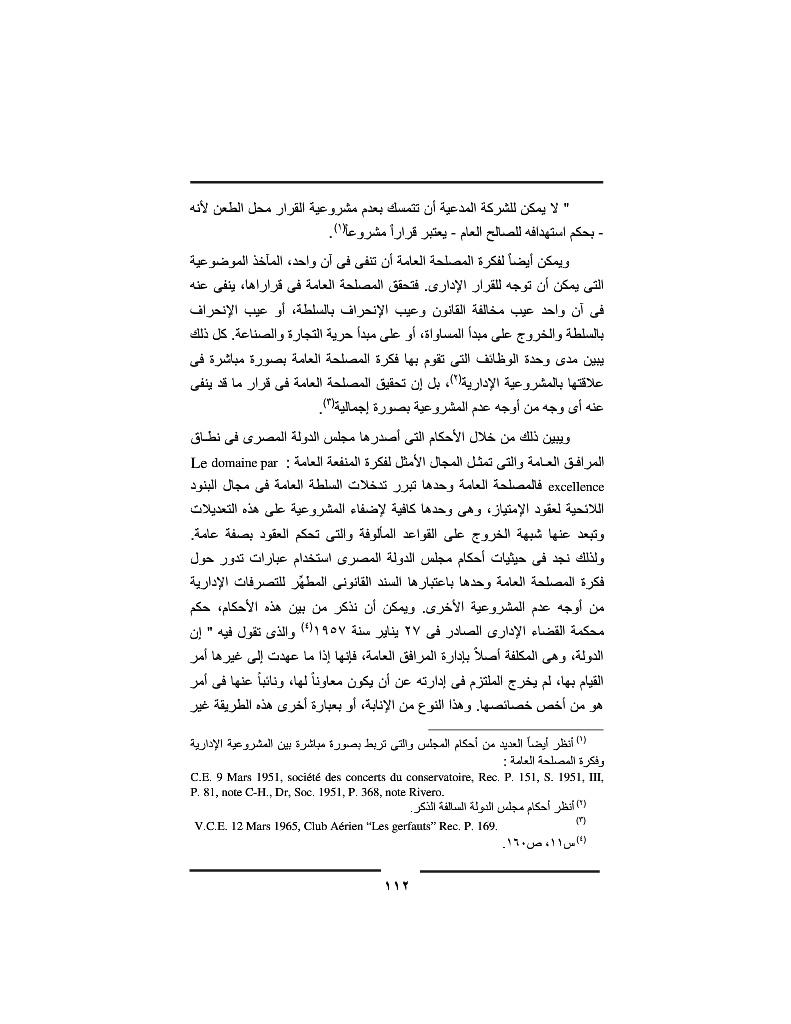 " لا يمكن للشركة المدعية أن تتمسك بعدم مشروعية القرار محل الطعن لأنه
- بحكم استهدافه للصالح العام - يعتبر قراراً مشروعاً(١).
ويمكن أيضاً لفكرة المصلحة العامة أن تنفى فى آن واحد، المآخذ الموضوعية
التى يمكن أن توجه للقرار الإدارى. فتحقق المصلحة العامة فى قراراها، ينفى عنه
فى آن واحد عيب مخالفة القانون وعيب الإنحراف بالسلطة، أو عيب الإنحراف
بالسلطة والخروج على مبدأ المساواة، أو على مبدأ حرية التجارة والصناعة. كل ذلك
يبين مدى وحدة الوظائف التى تقوم بها فكرة المصلحة العامة بصورة مباشرة فى
علاقتها بالمشروعية الإدارية(٢)، بل إن تحقيق المصلحة العامة فى قرار ما قد ينفى
عنه أى وجه من أوجه عدم المشروعية بصورة إجمالية(٣).
ويبين ذلك من خلال الأحكام التى أصدرها مجلس الدولة المصرى فى نطاق
المرافق العامة والتى تمثل المجال الأمثل لفكرة المنفعة العامة : Le domaine par
excellence فالمصلحة العامة وحدها تبرر تدخلات السلطة العامة فى مجال البنود
اللائحية لعقود الإمتياز، وهى وحدها كافية لإضفاء المشروعية على هذه التعديلات
وتبعد عنها شبهة الخروج على القواعد المألوفة والتى تحكم العقود بصفة عامة.
ولذلك نجد فى حيثيات أحكام مجلس الدولة المصرى استخدام عبارات تدور حول
فكرة المصلحة العامة وحدها باعتبارها السند القانونى المطهِّر للتصرفات الإدارية
من أوجه عدم المشروعية الأخرى. ويمكن أن نذكر من بين هذه الأحكام، حكم
محكمة القضاء الإدارى الصادر فى ٢٧ يناير سنة ١٩٥٧(٤) والذى تقول فيه " إن
الدولة، وهى المكلفة أصلاً بإدارة المرافق العامة، فإنها إذا ما عهدت إلى غيرها أمر
القيام بها، لم يخرج الملتزم فى إدارته عن أن يكون معاوناً لها، ونائباً عنها فى أمر
هو من أخص خصائصها. وهذا النوع من الإنابة، أو بعبارة أخرى هذه الطريقة غير
(١) أنظر أيضاً العديد من أحكام المجلس والتى تربط بصورة مباشرة بين المشروعية الإدارية
وفكرة المصلحة العامة :
C.E. 9 Mars 1951, société des concerts du conservatoire, Rec. P. 151, S. 1951, III,
P. 81, note C-H., Dr, Soc. 1951, P. 368, note Rivero.
(٢) أنظر أحكام مجلس الدولة السالفة الذكر.
(٣) V.C.E. 12 Mars 1965, Club Aérien “Les gerfauts” Rec. P. 169.
(٤) س١١، ص١٦٠.
١١٢